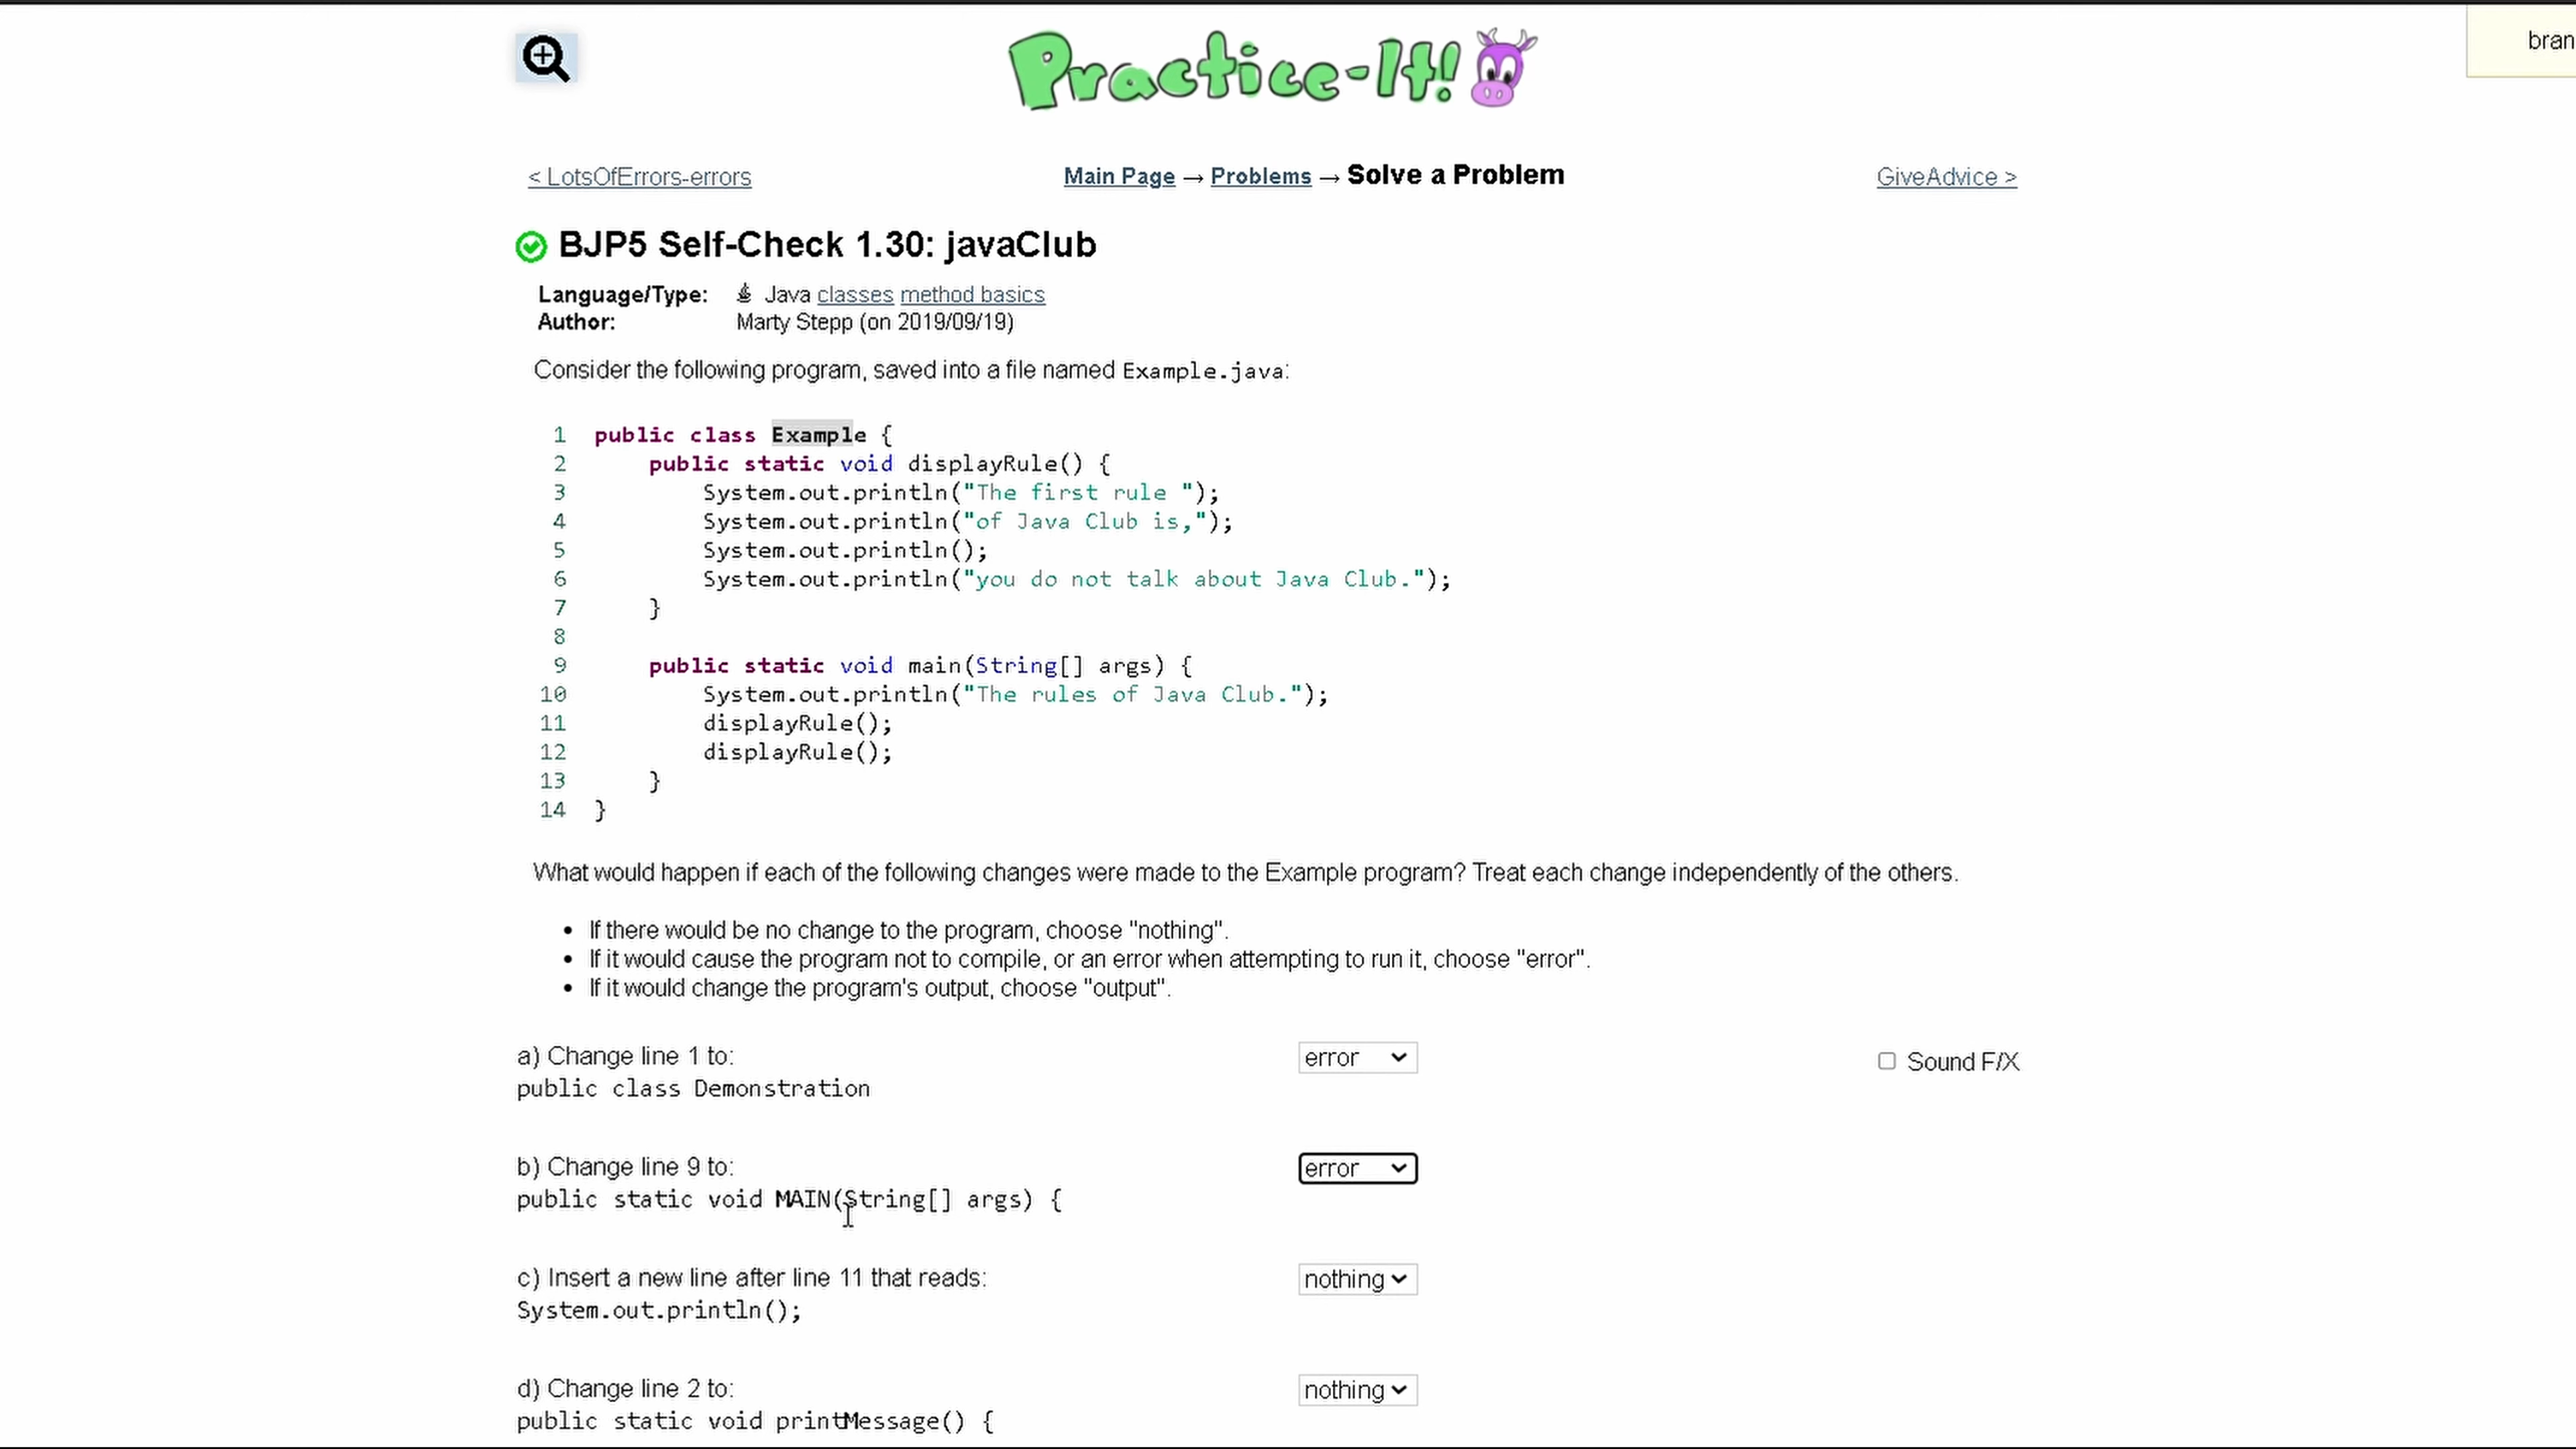 Practice-It!
bran
< LotsOfErrors-errors
Main Page → Problems → Solve a Problem
GiveAdvice >
BJP5 Self-Check 1.30: javaClub
Language/Type: Java classes method basics
Author: Marty Stepp (on 2019/09/19)
Consider the following program, saved into a file named Example.java:
1 public class Example {
2     public static void displayRule() {
3         System.out.println("The first rule ");
4         System.out.println("of Java Club is,");
5         System.out.println();
6         System.out.println("you do not talk about Java Club.");
7     }
8
9     public static void main(String[] args) {
10         System.out.println("The rules of Java Club.");
11         displayRule();
12         displayRule();
13     }
14 }
What would happen if each of the following changes were made to the Example program? Treat each change independently of the others.
• If there would be no change to the program, choose "nothing".
• If it would cause the program not to compile, or an error when attempting to run it, choose "error".
• If it would change the program's output, choose "output".
a) Change line 1 to: error
Sound F/X
public class Demonstration
b) Change line 9 to: error
public static void MAIN(String[] args) {
c) Insert a new line after line 11 that reads: nothing
System.out.println();
d) Change line 2 to: nothing
public static void printMessage() {